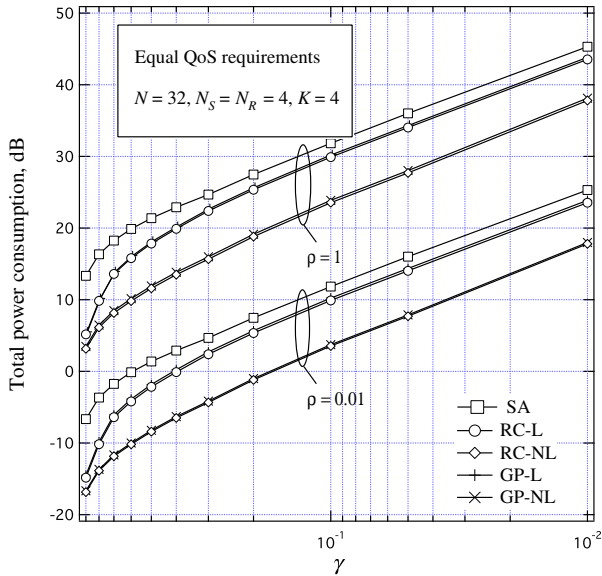 50
40
30
20
10
0
-10
-20
Total power consumption, dB
Equal QoS requirements
N = 32, N_S = N_R = 4, K = 4
ρ = 1
ρ = 0.01
SA
RC-L
RC-NL
GP-L
GP-NL
10^-1
10^-2
γ